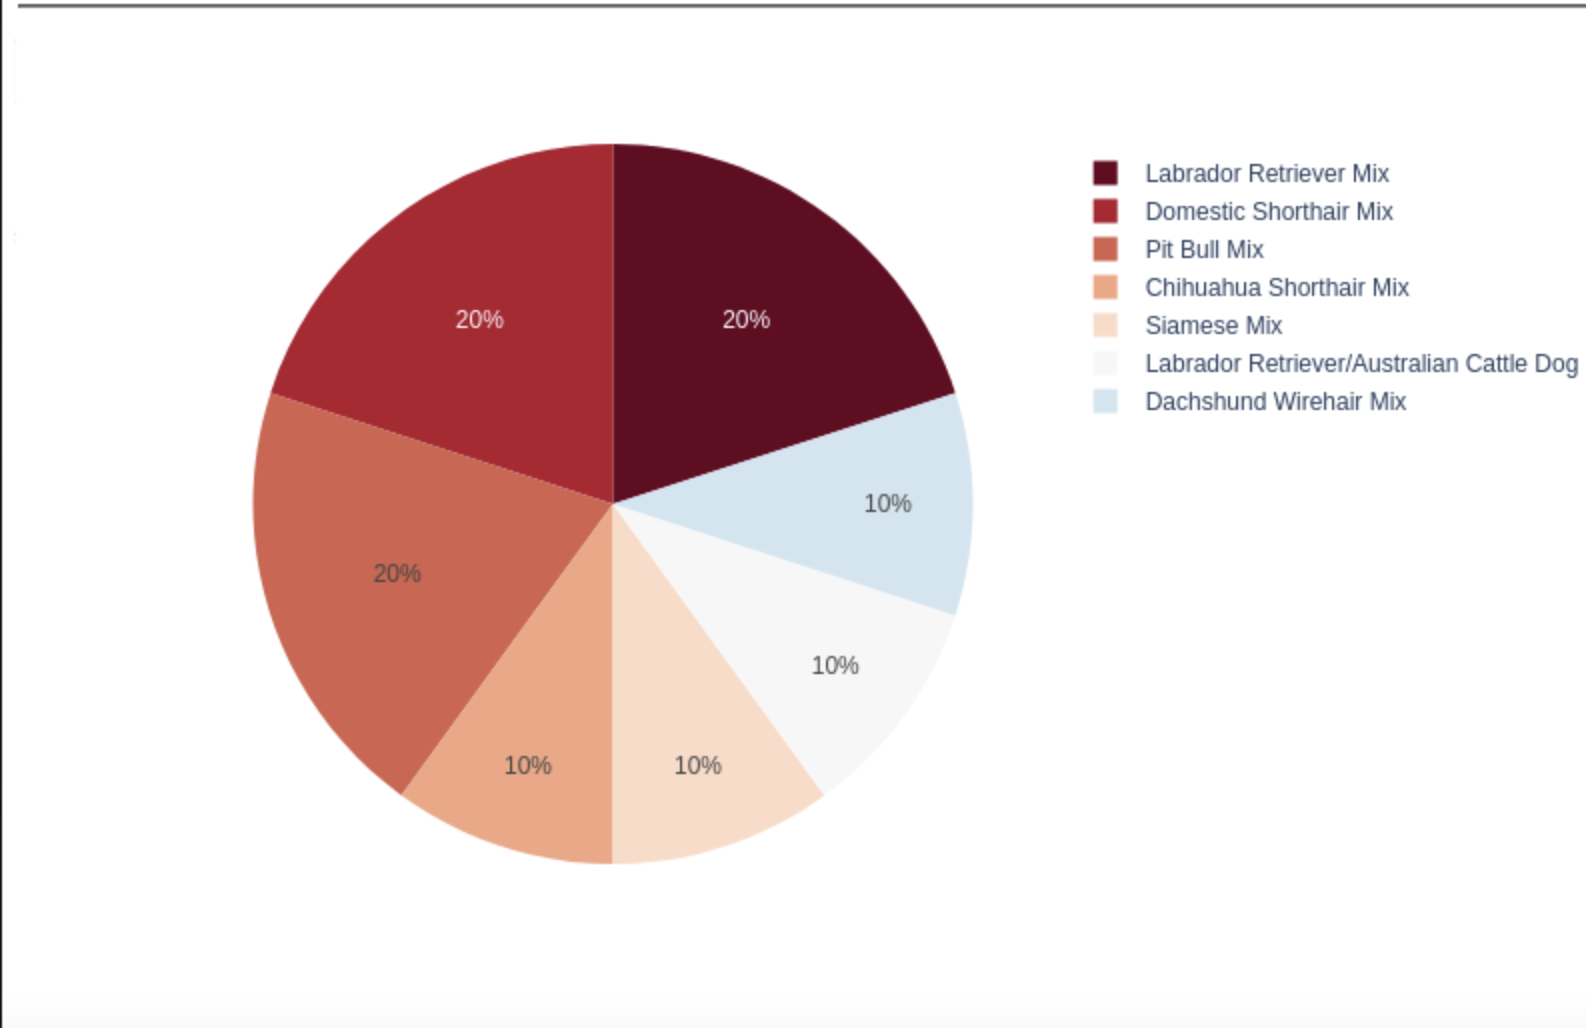 Labrador Retriever Mix
Domestic Shorthair Mix
Pit Bull Mix
Chihuahua Shorthair Mix
Siamese Mix
Labrador Retriever/Australian Cattle Dog
Dachshund Wirehair Mix
20%
20%
10%
20%
10%
10%
10%